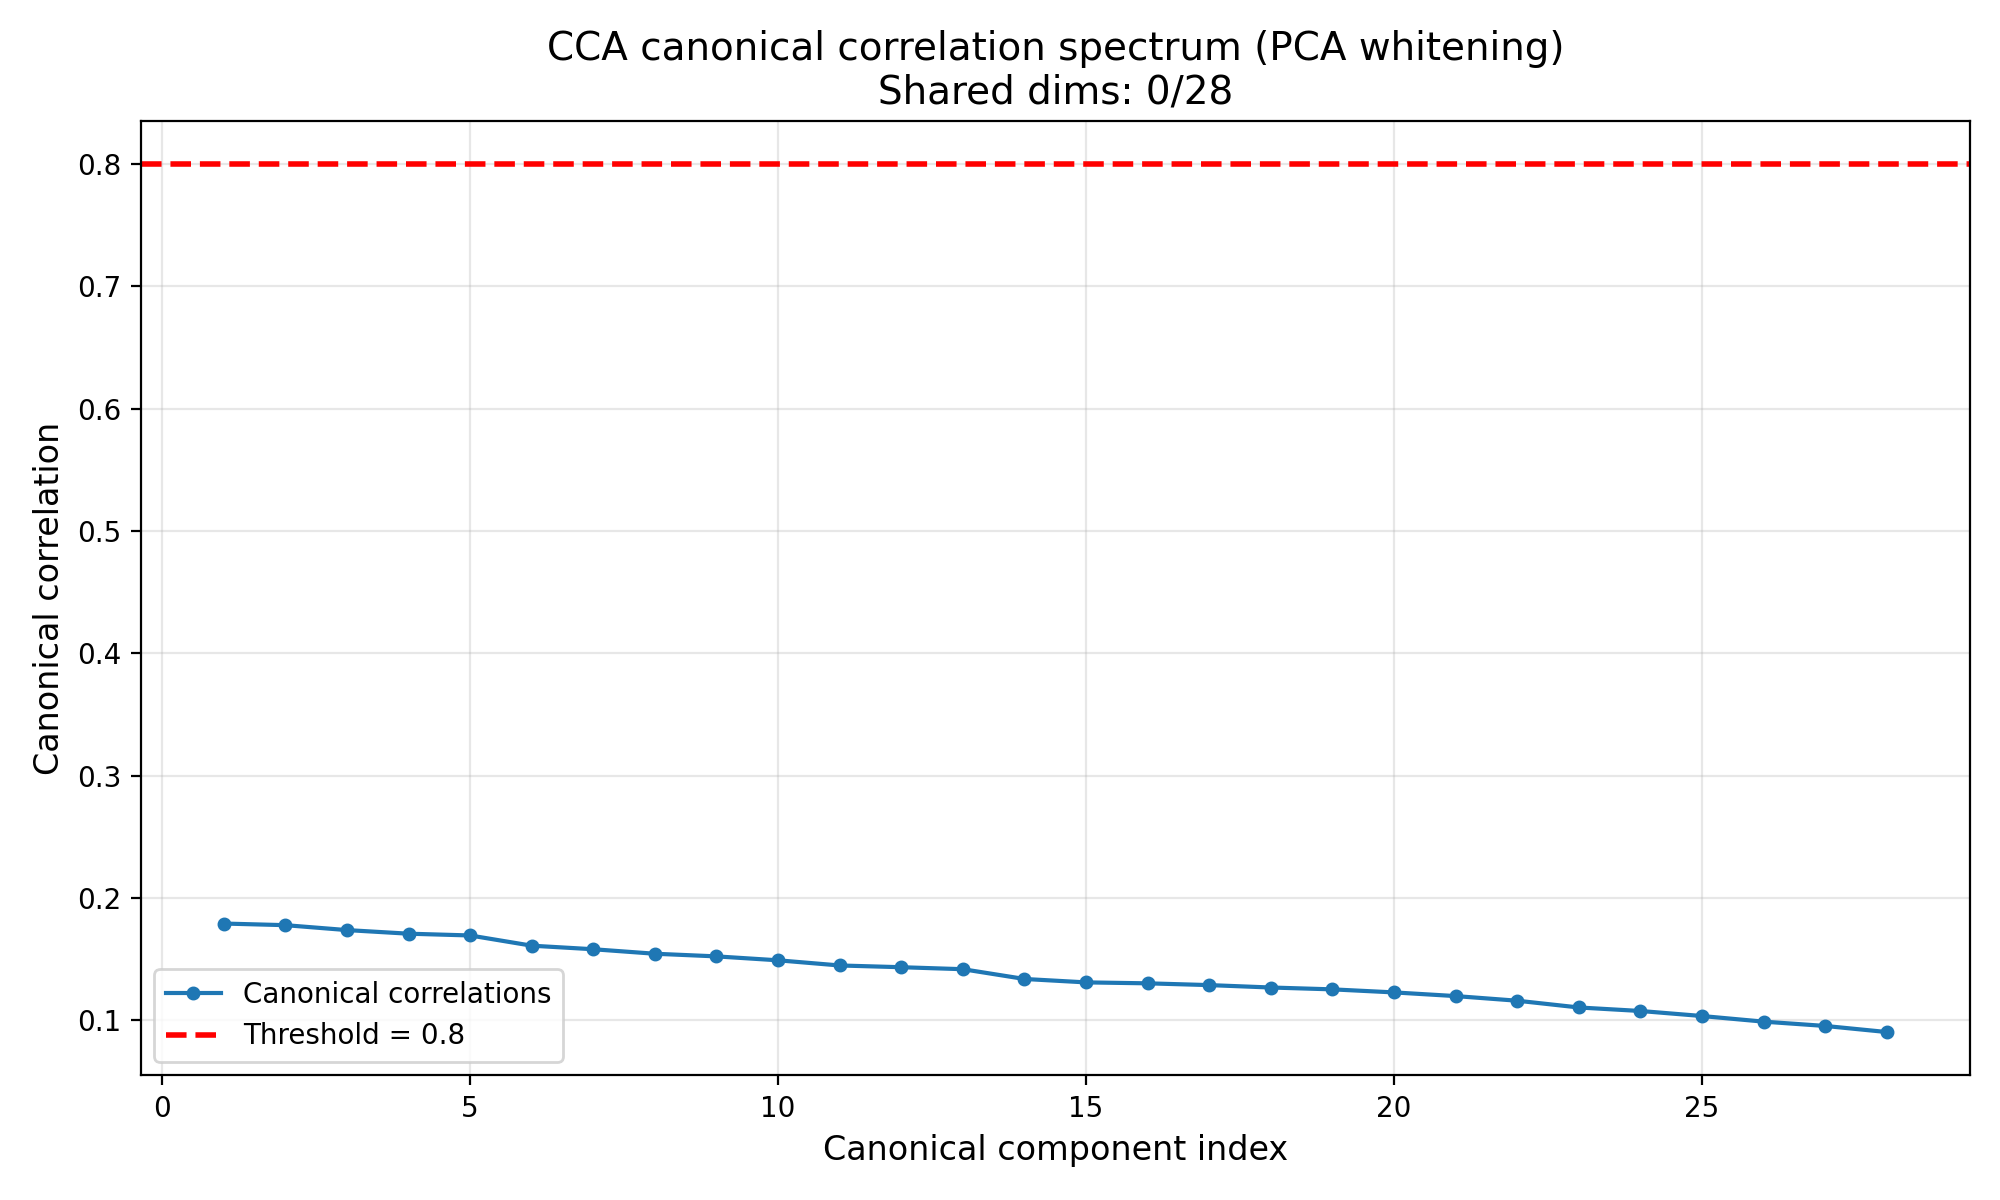 CCA canonical correlation spectrum (PCA whitening)
Shared dims: 0/28
Canonical correlation
0.8
0.7
0.6
0.5
0.4
0.3
0.2
0.1
Canonical correlations
Threshold = 0.8
0 5 10 15 20 25
Canonical component index